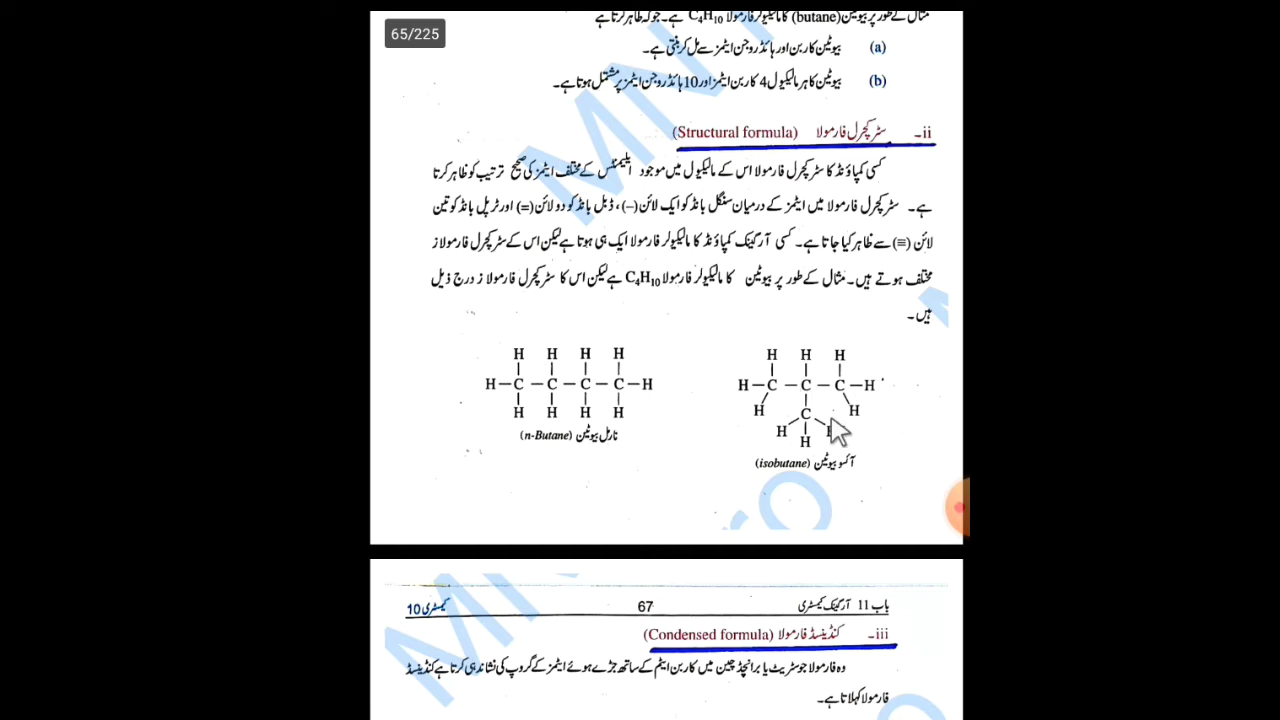 65/225
مثال کے طور پر بیوٹین (butane) کا مالیکیولر فارمولا C₄H₁₀ ہے۔ جو کہ ظاہر کرتا ہے
(a) بیوٹین کاربن اور ہائڈروجن ایٹمز سے مل کر بنتی ہے۔
(b) بیوٹین کا ہر مالیکیول 4 کاربن ایٹمز اور 10 ہائڈروجن ایٹمز پر مشتمل ہوتا ہے۔
ii- سٹرکچرل فارمولا (Structural formula)
کسی کمپاؤنڈ کا سٹرکچرل فارمولا اس کے مالیکیول میں موجود ایلیمنٹس کے مختلف ایٹمز کی صحیح ترتیب کو ظاہر کرتا
ہے۔ سٹرکچرل فارمولا میں ایٹمز کے درمیان سنگل بانڈ کو ایک لائن (–)، ڈبل بانڈ کو دو لائن (=) اور ٹرپل بانڈ کو تین
لائن (≡) سے ظاہر کیا جاتا ہے۔ کسی آرگینک کمپاؤنڈ کا مالیکیولر فارمولا ایک ہی ہوتا ہے لیکن اس کے سٹرکچرل فارمولاز
مختلف ہوتے ہیں۔ مثال کے طور پر بیوٹین کا مالیکیولر فارمولا C₄H₁₀ ہے لیکن اس کا سٹرکچرل فارمولا ز درج ذیل
ہیں۔
H H H H
H – C – C – C – C – H
H H H H
نارمل بیوٹین (n-Butane)
H H H
H – C – C – C – H
H C H
H H H
آئسو بیوٹین (isobutane)
باب 11 آرگینک کیمسٹری 67 کیمسٹری 10
iii- کنڈینسڈ فارمولا (Condensed formula)
وہ فارمولا جو سٹریٹ یا برانچڈ چین میں کاربن ایٹم کے ساتھ جڑے ہوئے ایٹمز کے گروپ کی نشاندہی کرتا ہے کنڈینسڈ
فارمولا کہلاتا ہے۔